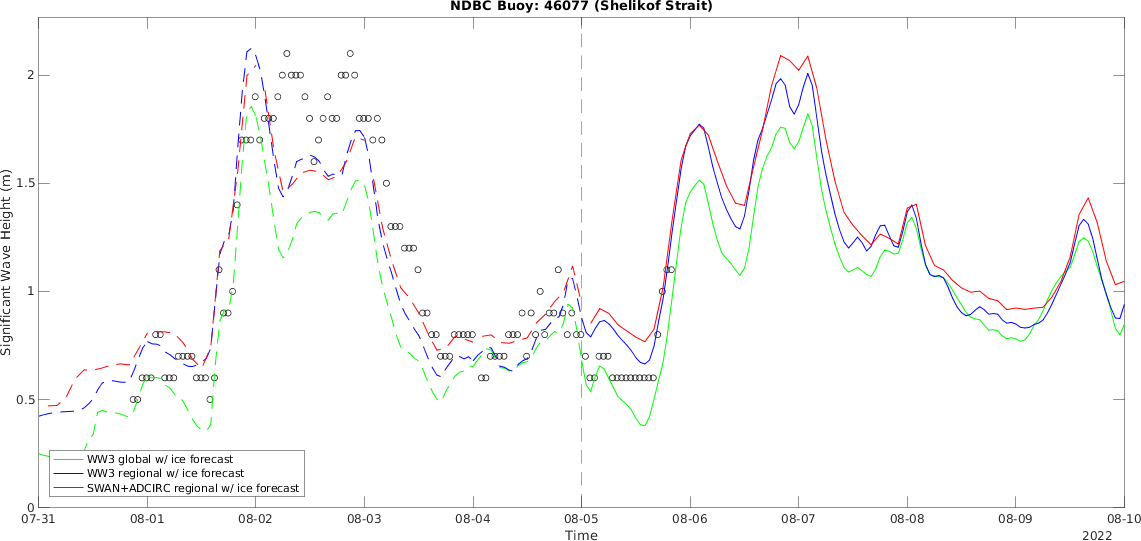 NDBC Buoy: 46077 (Shelikof Strait)
Significant Wave Height (m)
2
1.5
1
0.5
0
WW3 global w/ ice forecast
WW3 regional w/ ice forecast
SWAN+ADCIRC regional w/ ice forecast
07-31 08-01 08-02 08-03 08-04 08-05 08-06 08-07 08-08 08-09 08-10
Time
2022